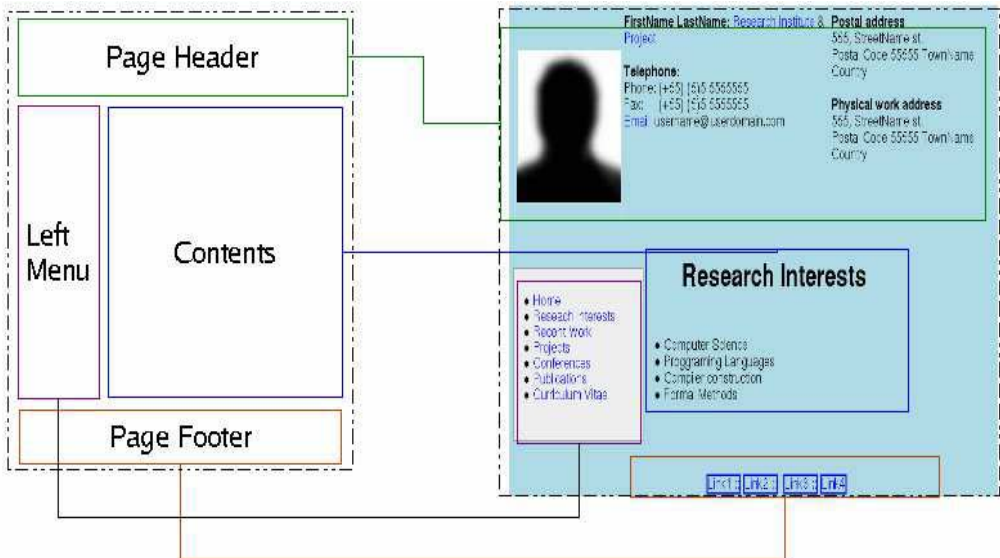 Page Header
Left
Menu
Contents
Page Footer
FirstName LastName: Research Institute &
Project
Telephone:
Phone: (+55) (5)5 5555555
Fax: (+55) (5)5 5555555
Email: username@userdomain.com
Postal address
555, StreetName st.
Postal Code 55555 TownName
Country
Physical work address
555, StreetName st.
Postal Code 55555 TownName
Country
Home
Reseach Interests
Recent Work
Projects
Conferences
Publications
Curriculum Vitae
Research Interests
Computer Science
Proggraming Languages
Compiler construction
Formal Methods
Link1 :: Link2 :: Link3 :: Link4